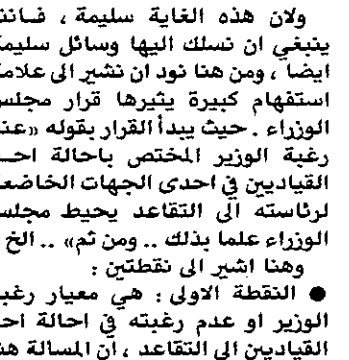 ولان هذه الغاية سليمة ، فاننا
ينبغي ان نسلك اليها وسائل سليمة
ايضا ، ومن هنا نود ان نشير الى علامة
استفهام كبيرة يثيرها قرار مجلس
الوزراء . حيث يبدأ القرار بقوله «عند
رغبة الوزير المختص باحالة احد
القياديين في احدى الجهات الخاضعة
لرئاسته الى التقاعد يحيط مجلس
الوزراء علما بذلك .. ومن ثم» .. الخ
وهنا اشير الى نقطتين :
● النقطة الاولى : هي معيار رغبة
الوزير او عدم رغبته في احالة احد
القياديين الى التقاعد ، أن المسالة هنا